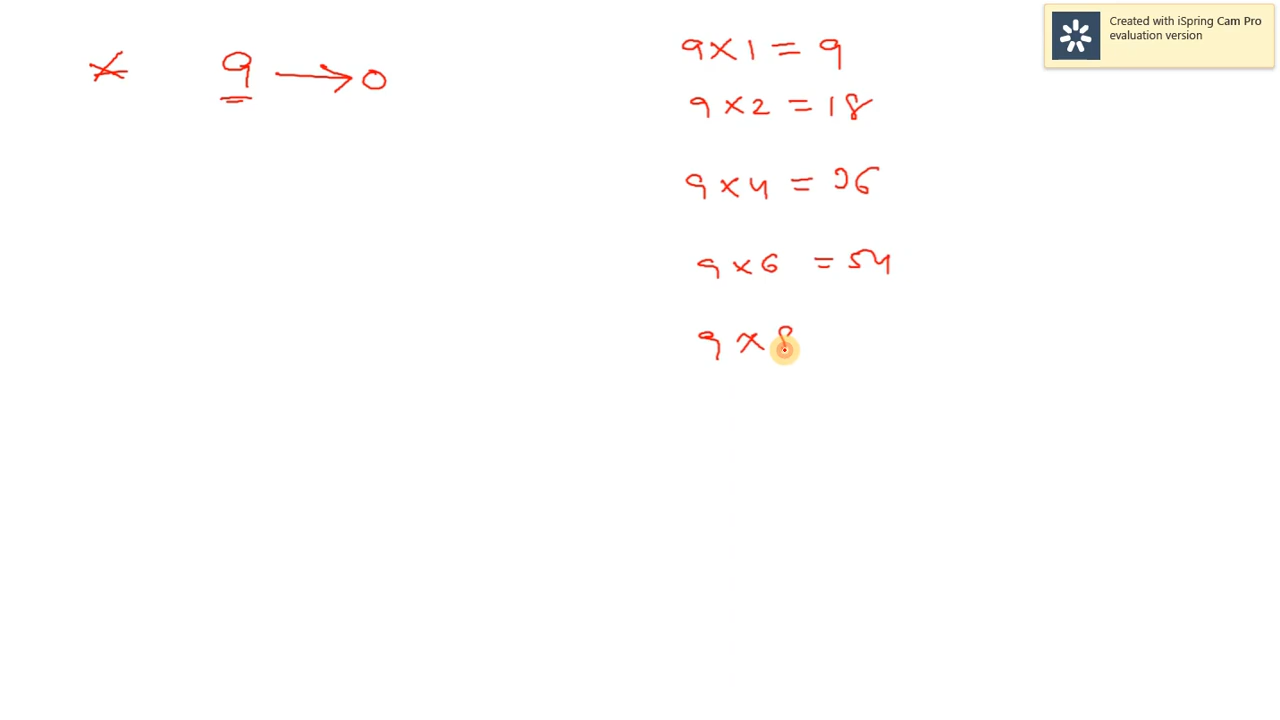 * 9 → 0
9 × 1 = 9
9 × 2 = 18
9 × 4 = 36
9 × 6 = 54
9 × 8
Created with iSpring Cam Pro
evaluation version